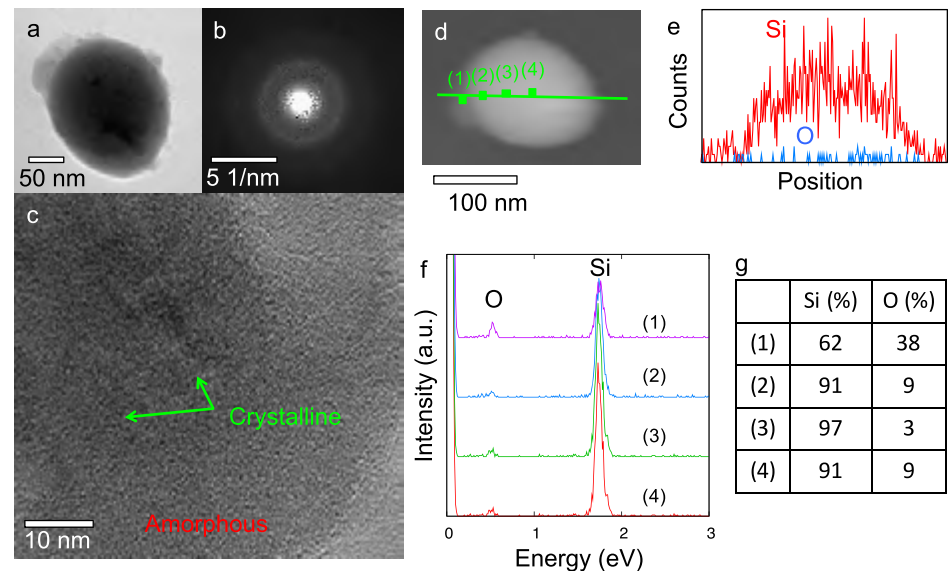 a
50 nm
b
5 1/nm
c
Crystalline
Amorphous
10 nm
d
(1)(2)(3)(4)
100 nm
e
Si
O
Counts
Position
f
O
Si
(1)
(2)
(3)
(4)
Intensity (a.u.)
0 1 2 3
Energy (eV)
g
Si (%) O (%)
(1) 62 38
(2) 91 9
(3) 97 3
(4) 91 9